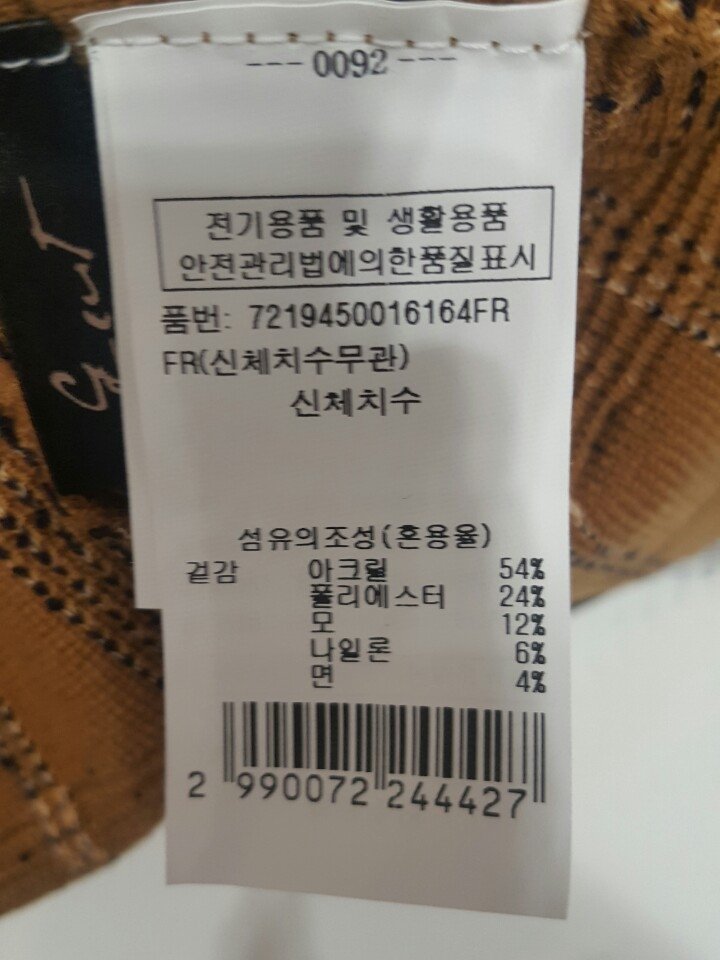 --- 0092 ---
전기용품 및 생활용품
안전관리법에의한품질표시
품번: 7219450016164FR
FR(신체치수무관)
신체치수
섬유의조성(혼용율)
겉감 아크릴 54%
폴리에스터 24%
모 12%
나일론 6%
면 4%
2 990072 244427